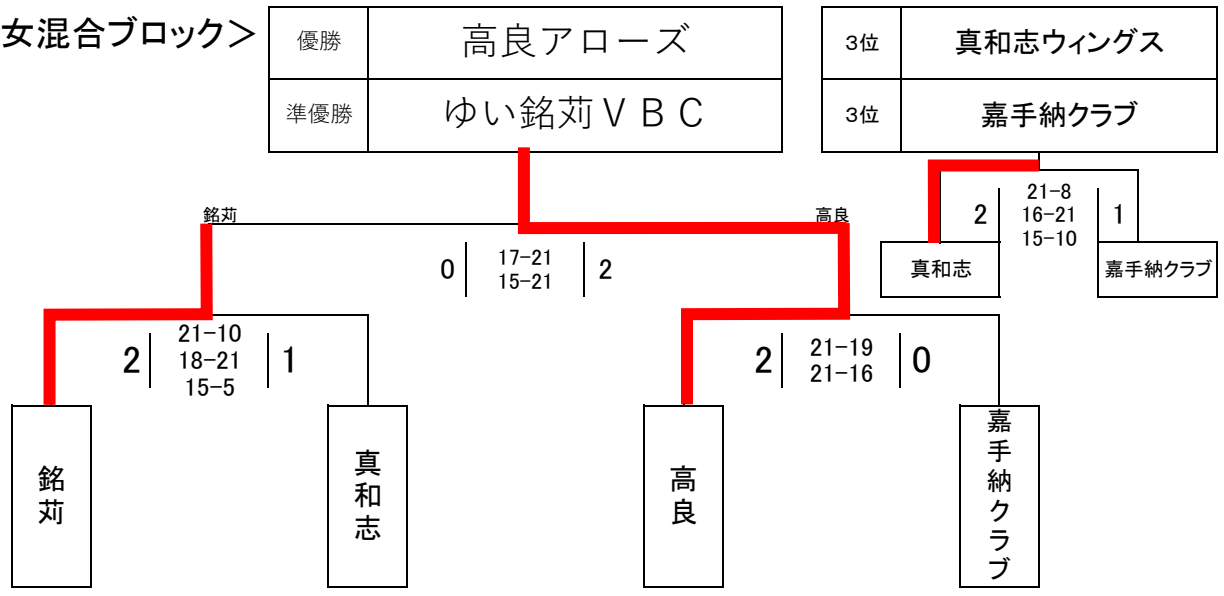 女混合ブロック＞
優勝 高良アローズ
準優勝 ゆい銘苅ＶＢＣ
3位 真和志ウィングス
3位 嘉手納クラブ
銘苅
高良
0 17-21 2
15-21
2 21-8 1
16-21
15-10
真和志
嘉手納クラブ
2 21-10 1
18-21
15-5
2 21-19 0
21-16
銘苅
真和志
高良
嘉手納クラブ